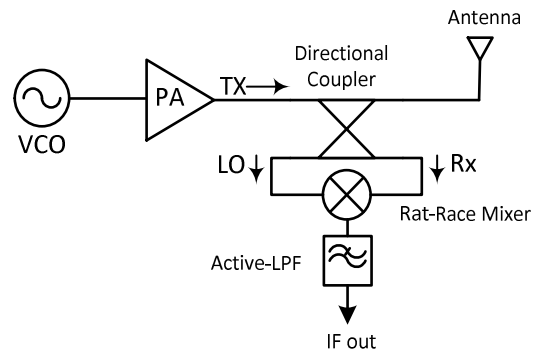 Antenna
Directional
Coupler
TX
PA
VCO
LO
Rx
Rat-Race Mixer
Active-LPF
IF out